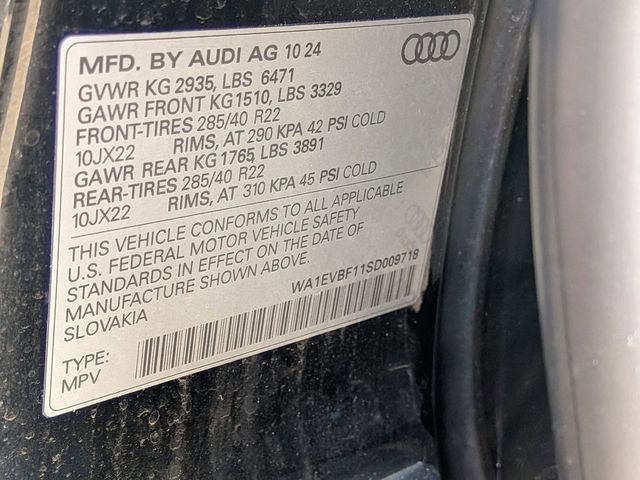 MFD. BY AUDI AG 10 24
GVWR KG 2935, LBS 6471
GAWR FRONT KG1510, LBS 3329
FRONT-TIRES 285/40 R22
10JX22 RIMS, AT 290 KPA 42 PSI COLD
GAWR REAR KG 1765 LBS 3891
REAR-TIRES 285/40 R22
10JX22 RIMS, AT 310 KPA 45 PSI COLD
THIS VEHICLE CONFORMS TO ALL APPLICABLE
U.S. FEDERAL MOTOR VEHICLE SAFETY
STANDARDS IN EFFECT ON THE DATE OF
MANUFACTURE SHOWN ABOVE.
SLOVAKIA
WA1EVBF11SD009718
TYPE:
MPV